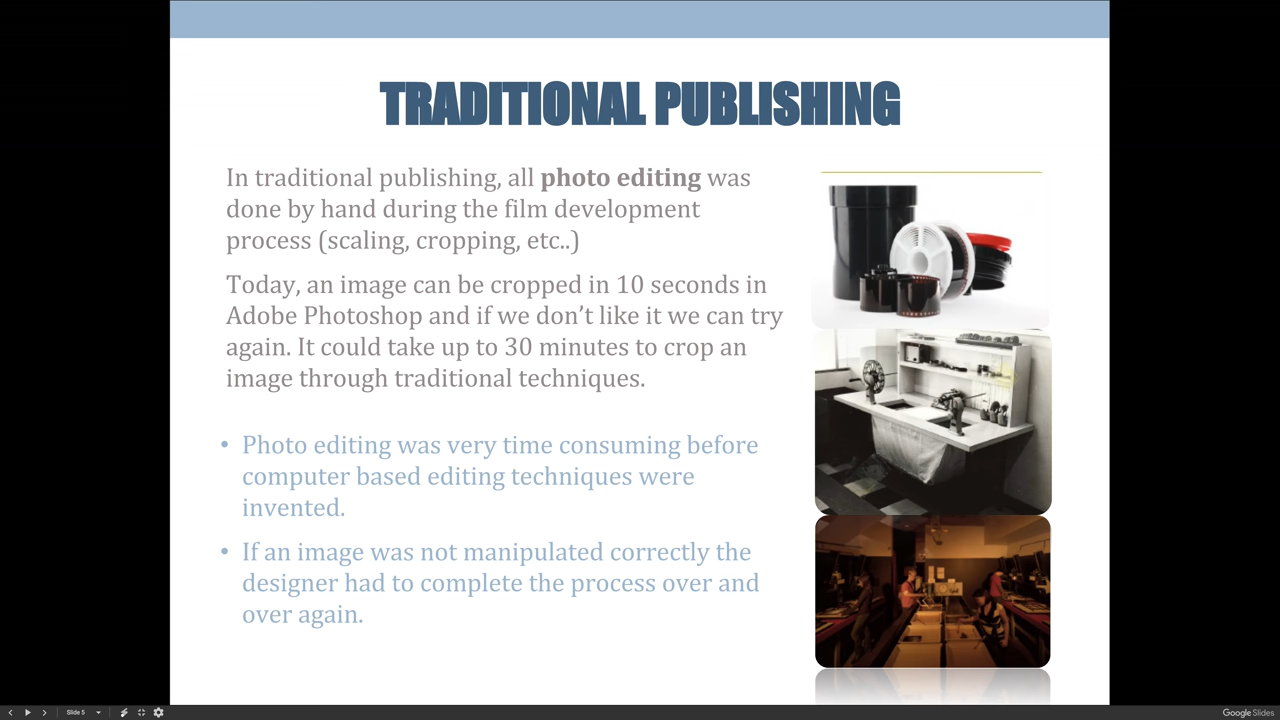 TRADITIONAL PUBLISHING
In traditional publishing, all photo editing was
done by hand during the film development
process (scaling, cropping, etc..)
Today, an image can be cropped in 10 seconds in
Adobe Photoshop and if we don’t like it we can try
again. It could take up to 30 minutes to crop an
image through traditional techniques.
• Photo editing was very time consuming before
computer based editing techniques were
invented.
• If an image was not manipulated correctly the
designer had to complete the process over and
over again.
Slide 5
Google Slides